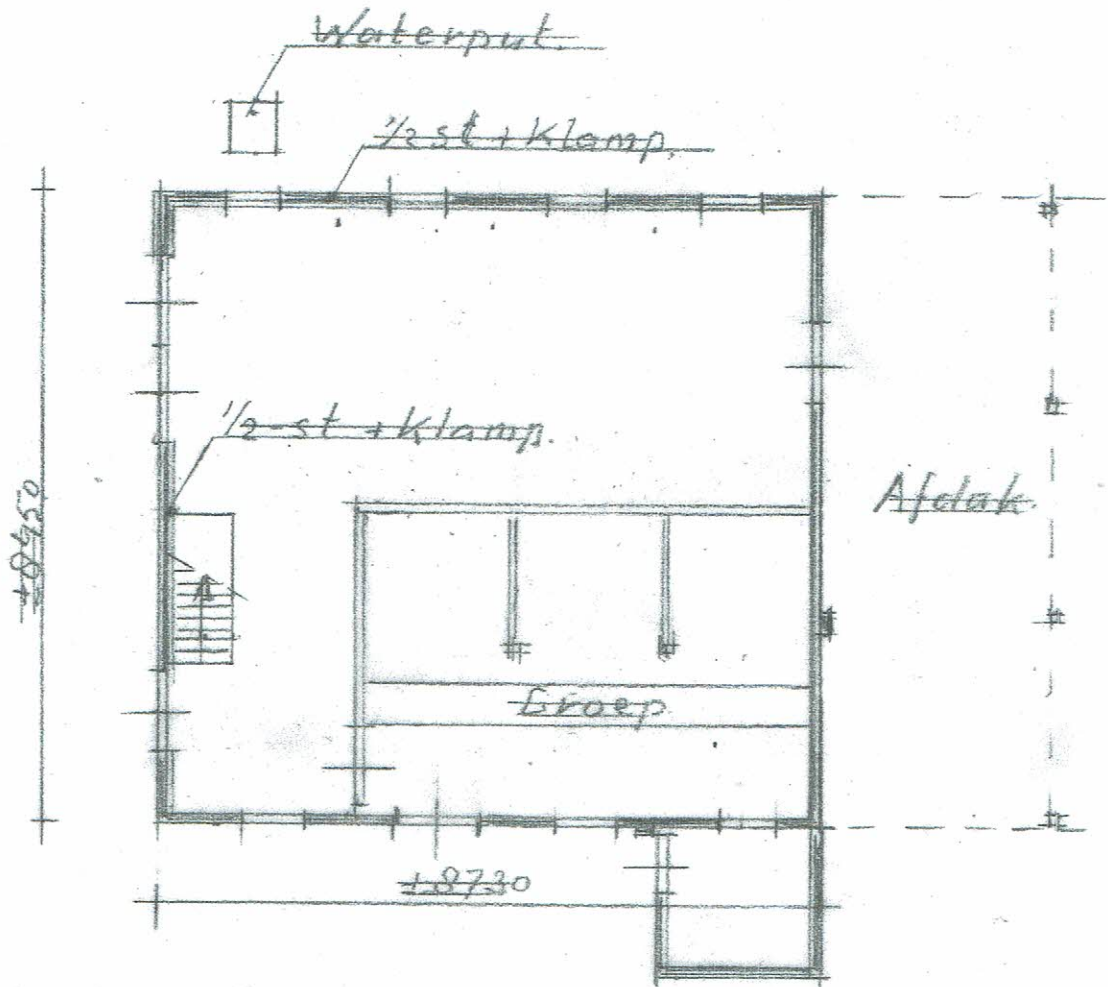 Waterput.
1/2 st + Klamp.
1/2-st + Klamp.
Afdak
±8450
Groep
±8730